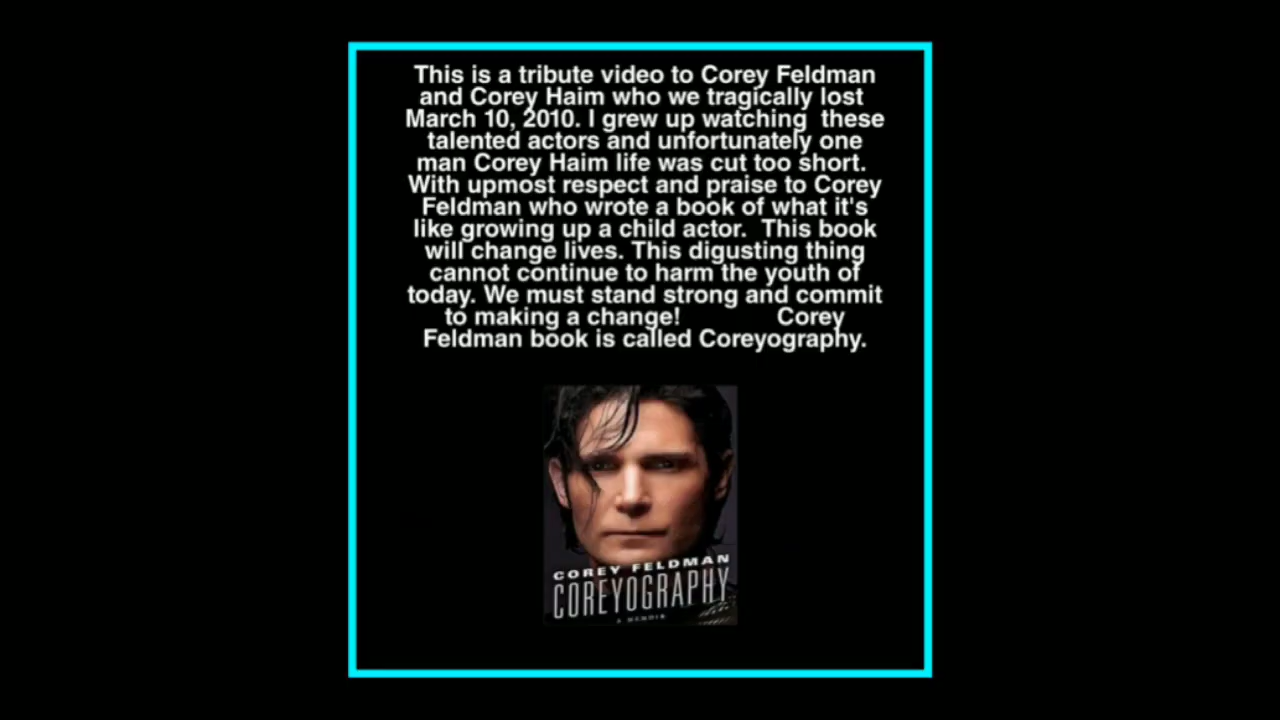 This is a tribute video to Corey Feldman
and Corey Haim who we tragically lost
March 10, 2010. I grew up watching  these
talented actors and unfortunately one
man Corey Haim life was cut too short.
With upmost respect and praise to Corey
Feldman who wrote a book of what it's
like growing up a child actor.  This book
will change lives. This digusting thing
cannot continue to harm the youth of
today. We must stand strong and commit
to making a change!             Corey
Feldman book is called Coreyography.
COREY FELDMAN
COREYOGRAPHY
A MEMOIR